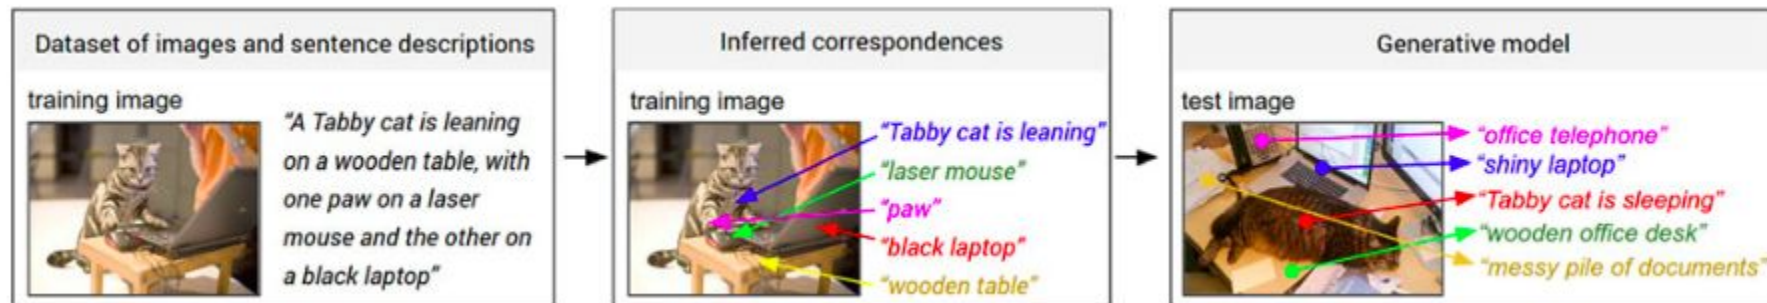 Dataset of images and sentence descriptions
training image
“A Tabby cat is leaning
on a wooden table, with
one paw on a laser
mouse and the other on
a black laptop”
Inferred correspondences
training image
“Tabby cat is leaning”
“laser mouse”
“paw”
“black laptop”
“wooden table”
Generative model
test image
“office telephone”
“shiny laptop”
“Tabby cat is sleeping”
“wooden office desk”
“messy pile of documents”